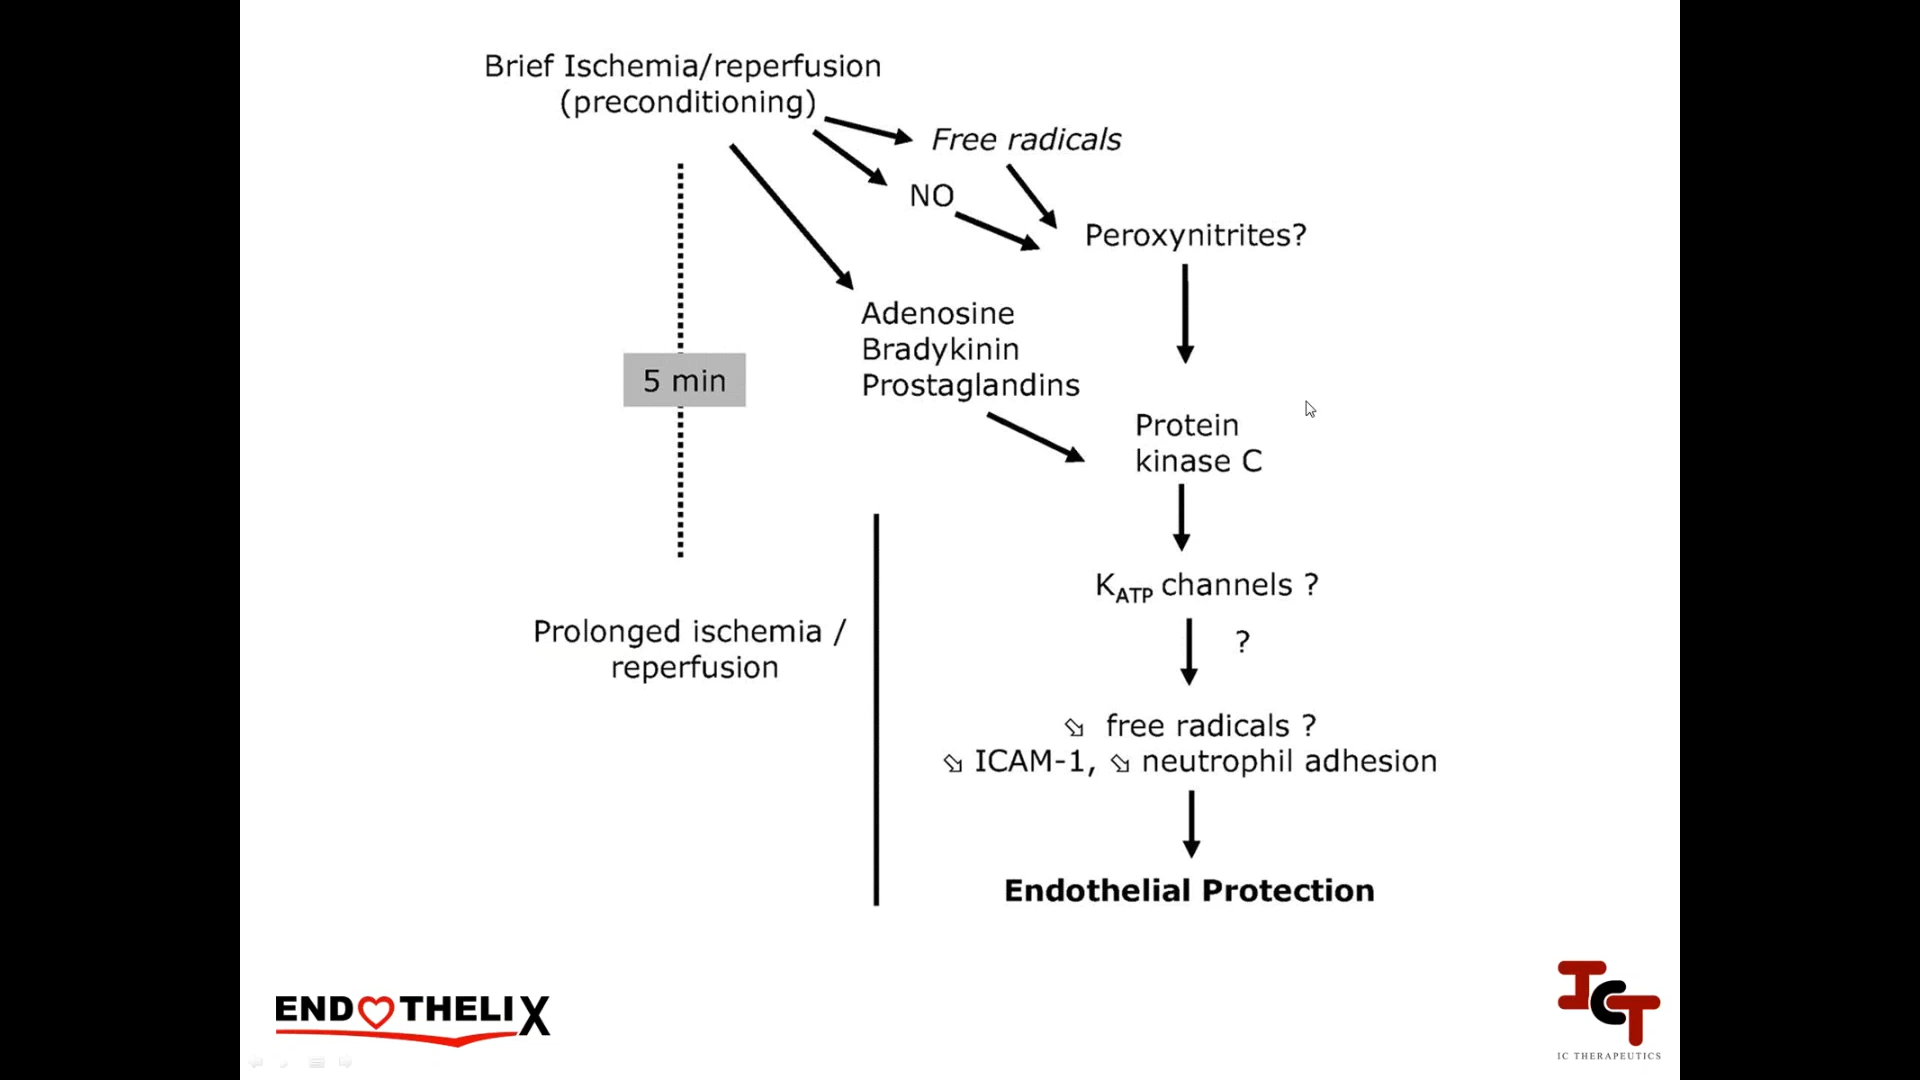 Brief Ischemia/reperfusion
(preconditioning)
Free radicals
NO
Peroxynitrites?
Adenosine
Bradykinin
Prostaglandins
5 min
Protein
kinase C
KATP channels ?
?
Prolonged ischemia /
reperfusion
free radicals ?
ICAM-1, neutrophil adhesion
Endothelial Protection
ENDOTHELIX
ICT
IC THERAPEUTICS